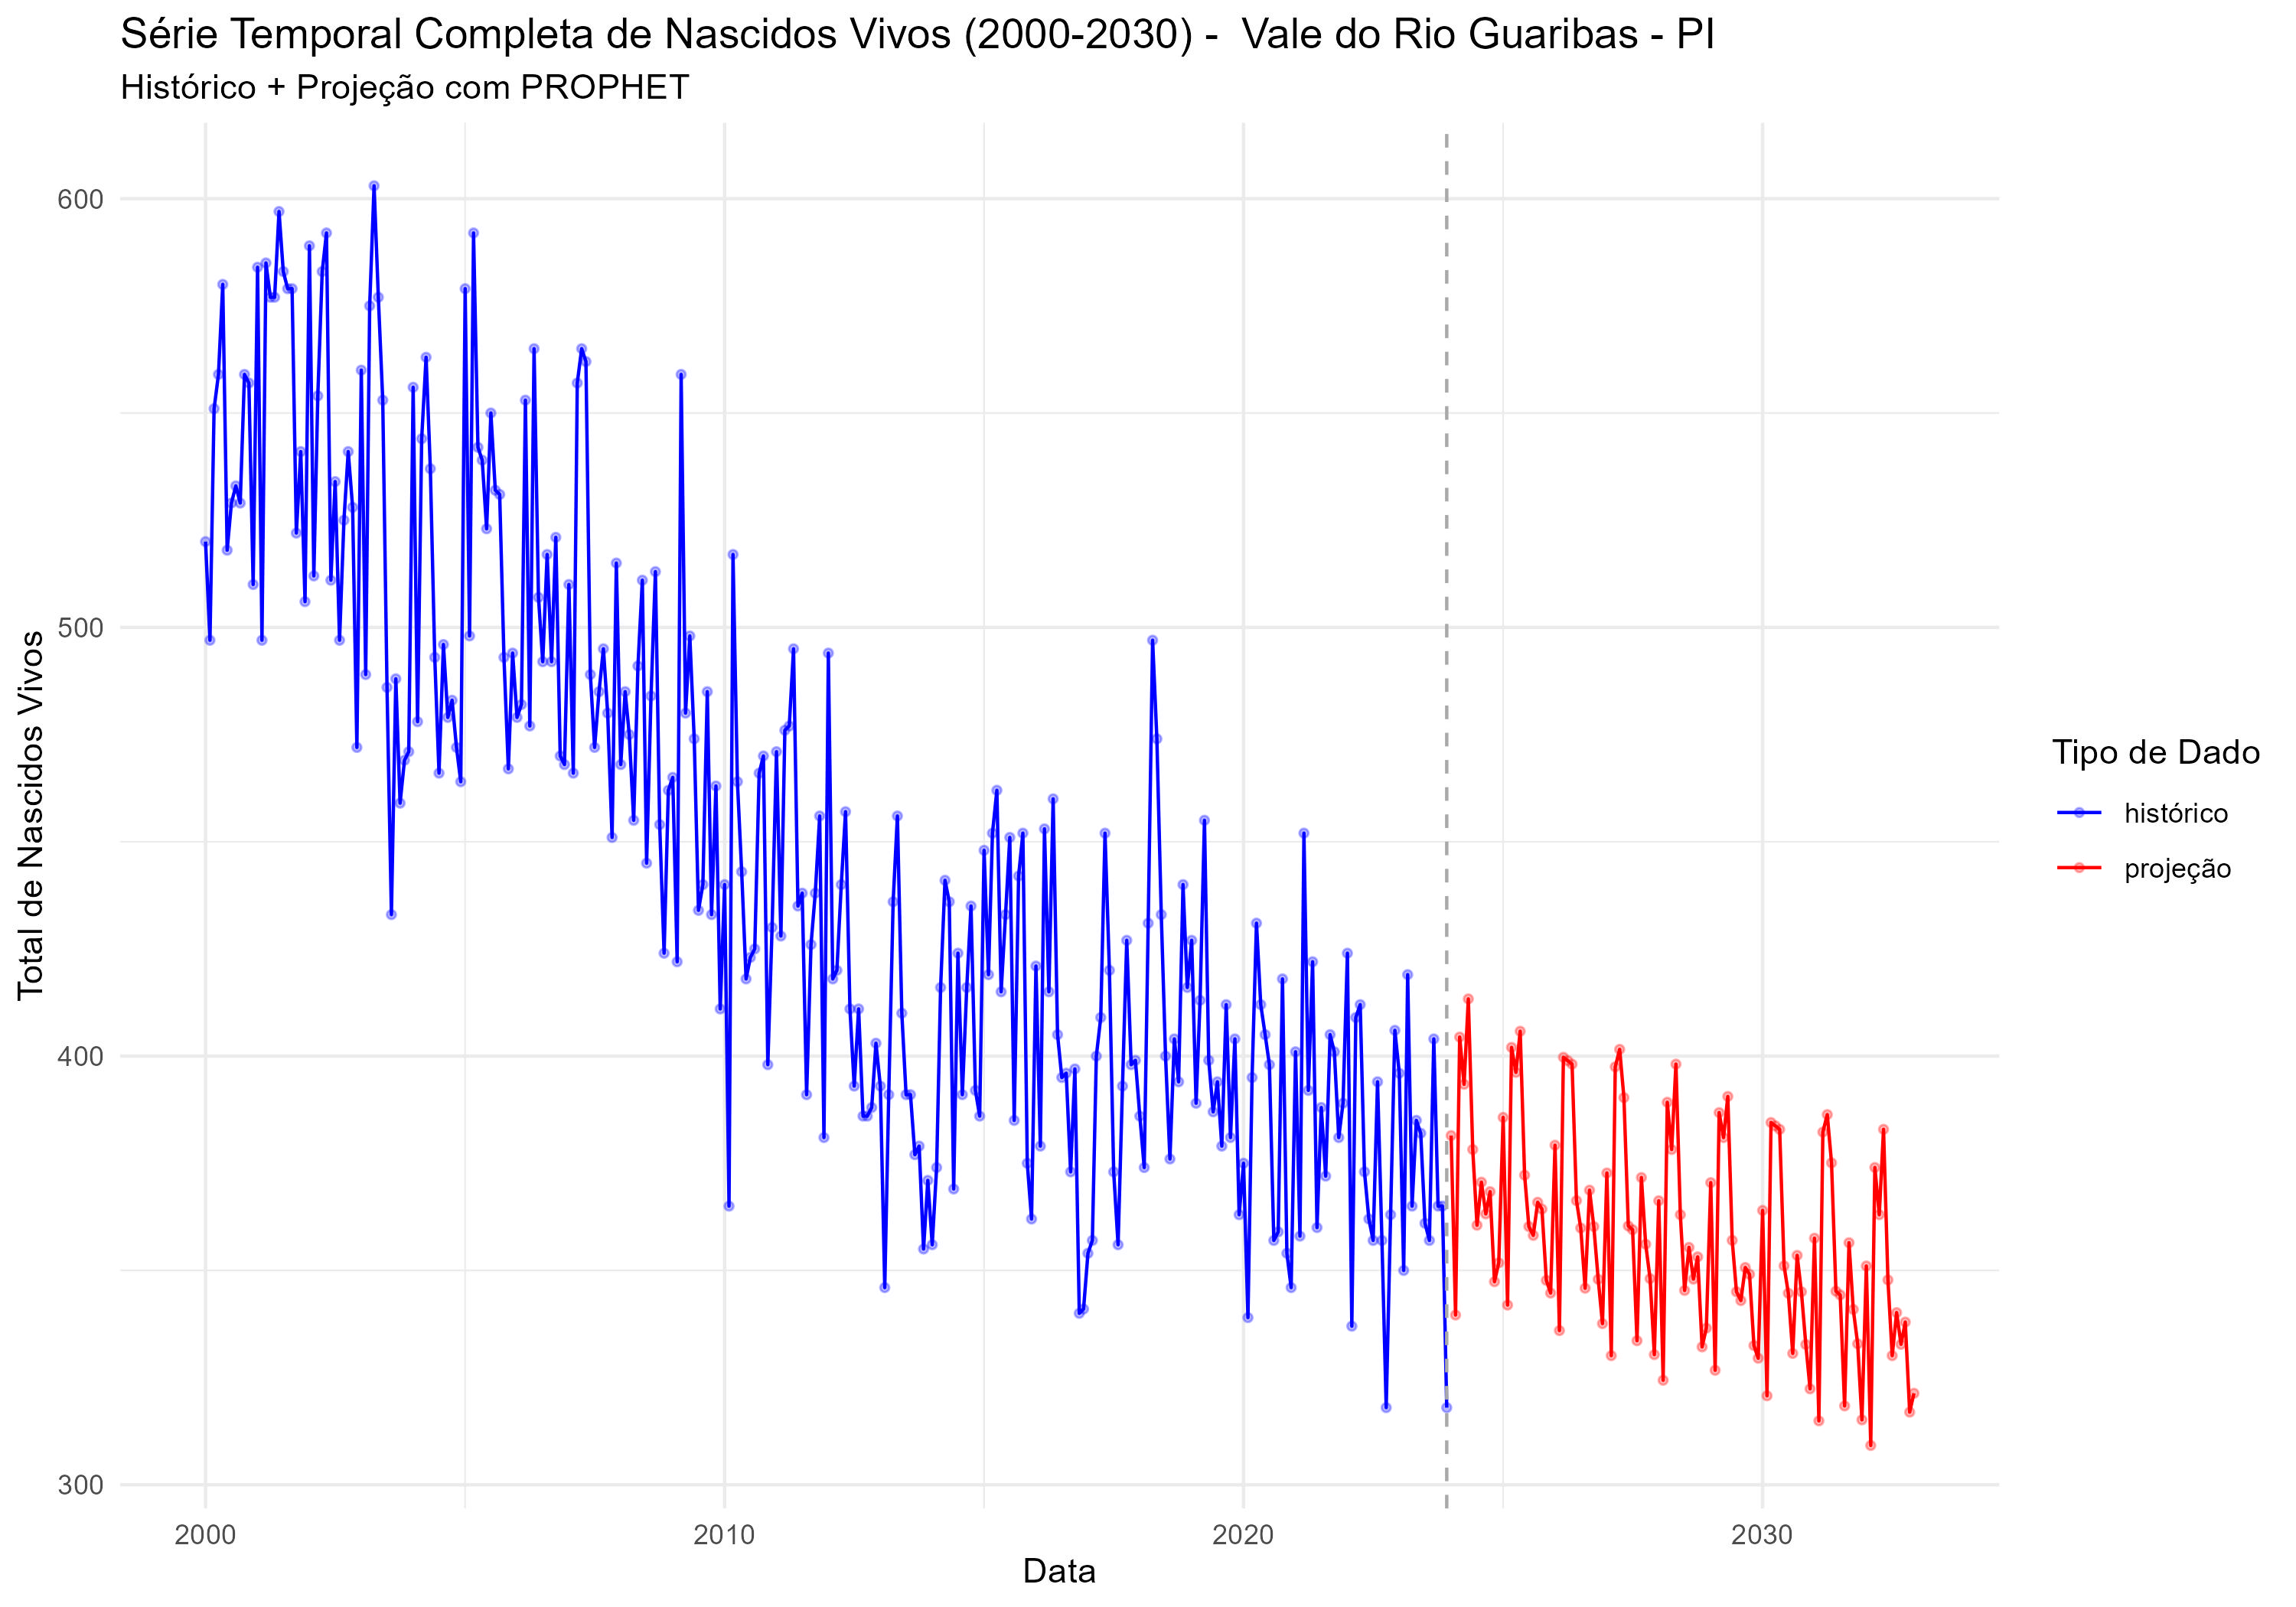 Série Temporal Completa de Nascidos Vivos (2000-2030) -  Vale do Rio Guaribas - PI
Histórico + Projeção com PROPHET
Total de Nascidos Vivos
600
500
400
300
2000
2010
2020
2030
Data
Tipo de Dado
histórico
projeção